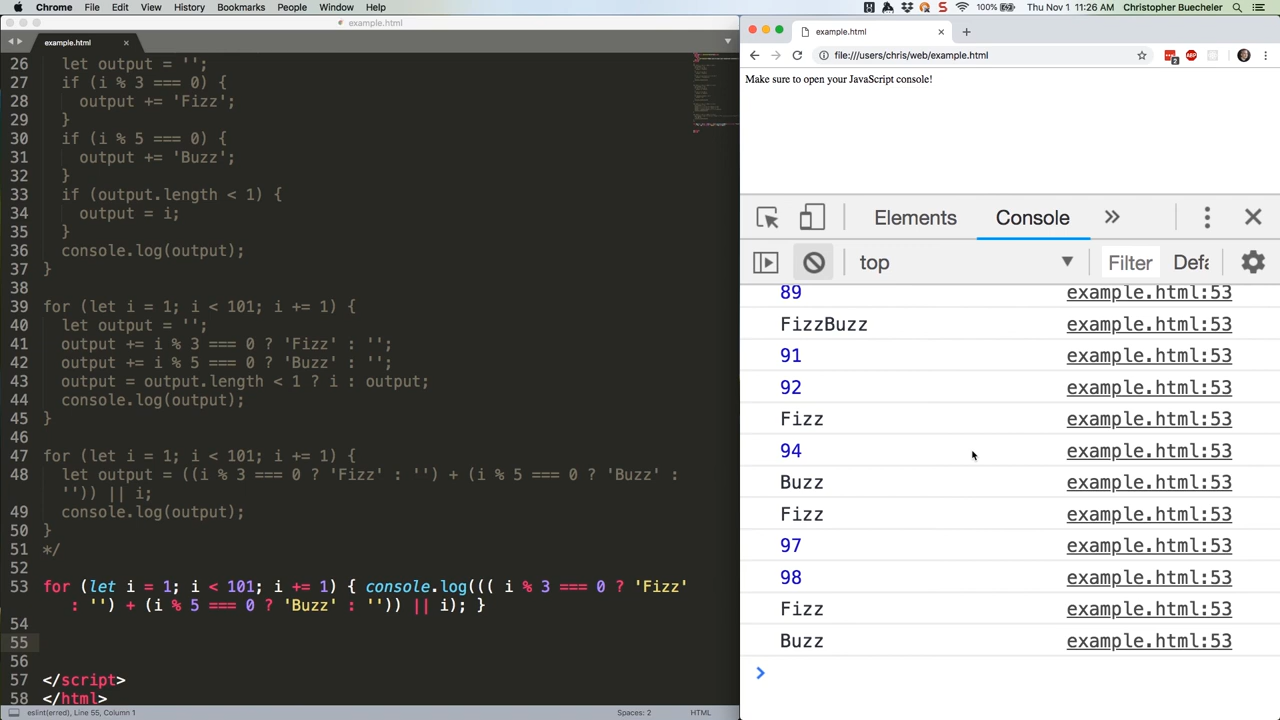 Chrome File Edit View History Bookmarks People Window Help 100% Thu Nov 1 11:26 AM Christopher Buecheler
example.html
example.html
let output = '';
27 if (i % 3 === 0) {
28 output += 'Fizz';
29 }
30 if (i % 5 === 0) {
31 output += 'Buzz';
32 }
33 if (output.length < 1) {
34 output = i;
35 }
36 console.log(output);
37 }
38
39 for (let i = 1; i < 101; i += 1) {
40 let output = '';
41 output += i % 3 === 0 ? 'Fizz' : '';
42 output += i % 5 === 0 ? 'Buzz' : '';
43 output = output.length < 1 ? i : output;
44 console.log(output);
45 }
46
47 for (let i = 1; i < 101; i += 1) {
48 let output = ((i % 3 === 0 ? 'Fizz' : '') + (i % 5 === 0 ? 'Buzz' :
'')) || i;
49 console.log(output);
50 }
51 */
52
53 for (let i = 1; i < 101; i += 1) { console.log((( i % 3 === 0 ? 'Fizz'
: '') + (i % 5 === 0 ? 'Buzz' : '')) || i); }
54
55
56
57 </script>
58 </html>
eslint(erred), Line 55, Column 1 Spaces: 2 HTML
example.html
file:///users/chris/web/example.html
Make sure to open your JavaScript console!
Elements Console
top Filter Defa
89 example.html:53
FizzBuzz example.html:53
91 example.html:53
92 example.html:53
Fizz example.html:53
94 example.html:53
Buzz example.html:53
Fizz example.html:53
97 example.html:53
98 example.html:53
Fizz example.html:53
Buzz example.html:53